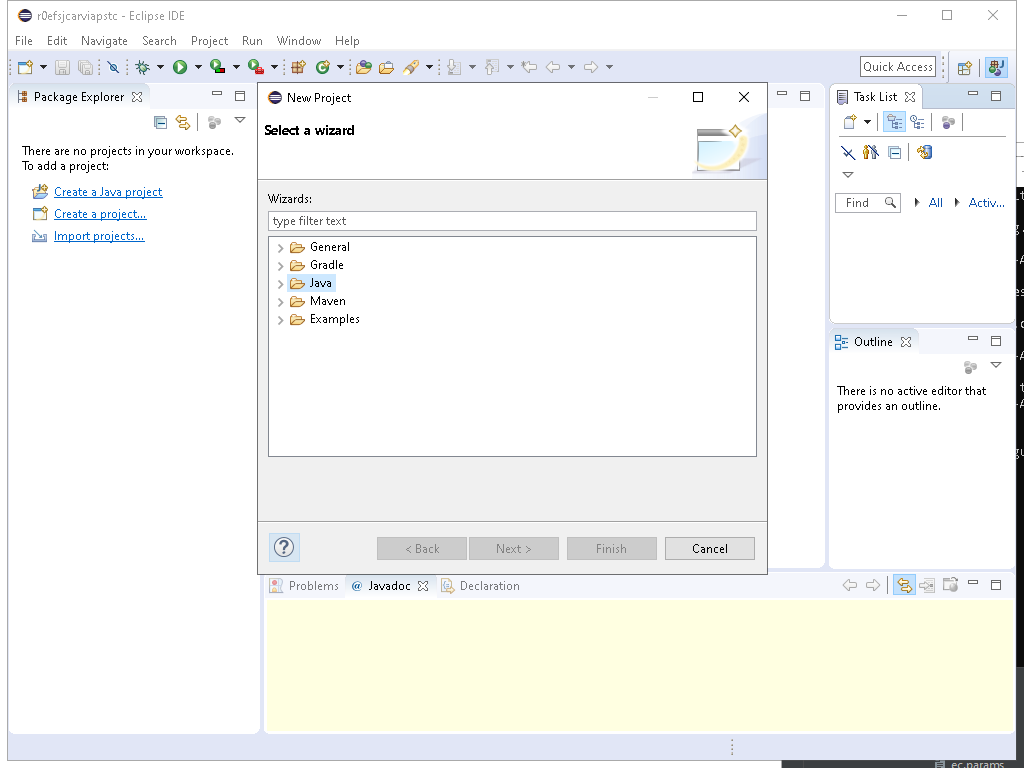 r0efsjcarviapstc - Eclipse IDE
File Edit Navigate Search Project Run Window Help
Quick Access
Package Explorer
There are no projects in your workspace.
To add a project:
Create a Java project
Create a project...
Import projects...
New Project
Select a wizard
Wizards:
type filter text
General
Gradle
Java
Maven
Examples
? < Back Next > Finish Cancel
Task List
Find All Activ...
Outline
There is no active editor that
provides an outline.
Problems @ Javadoc Declaration
ec.params